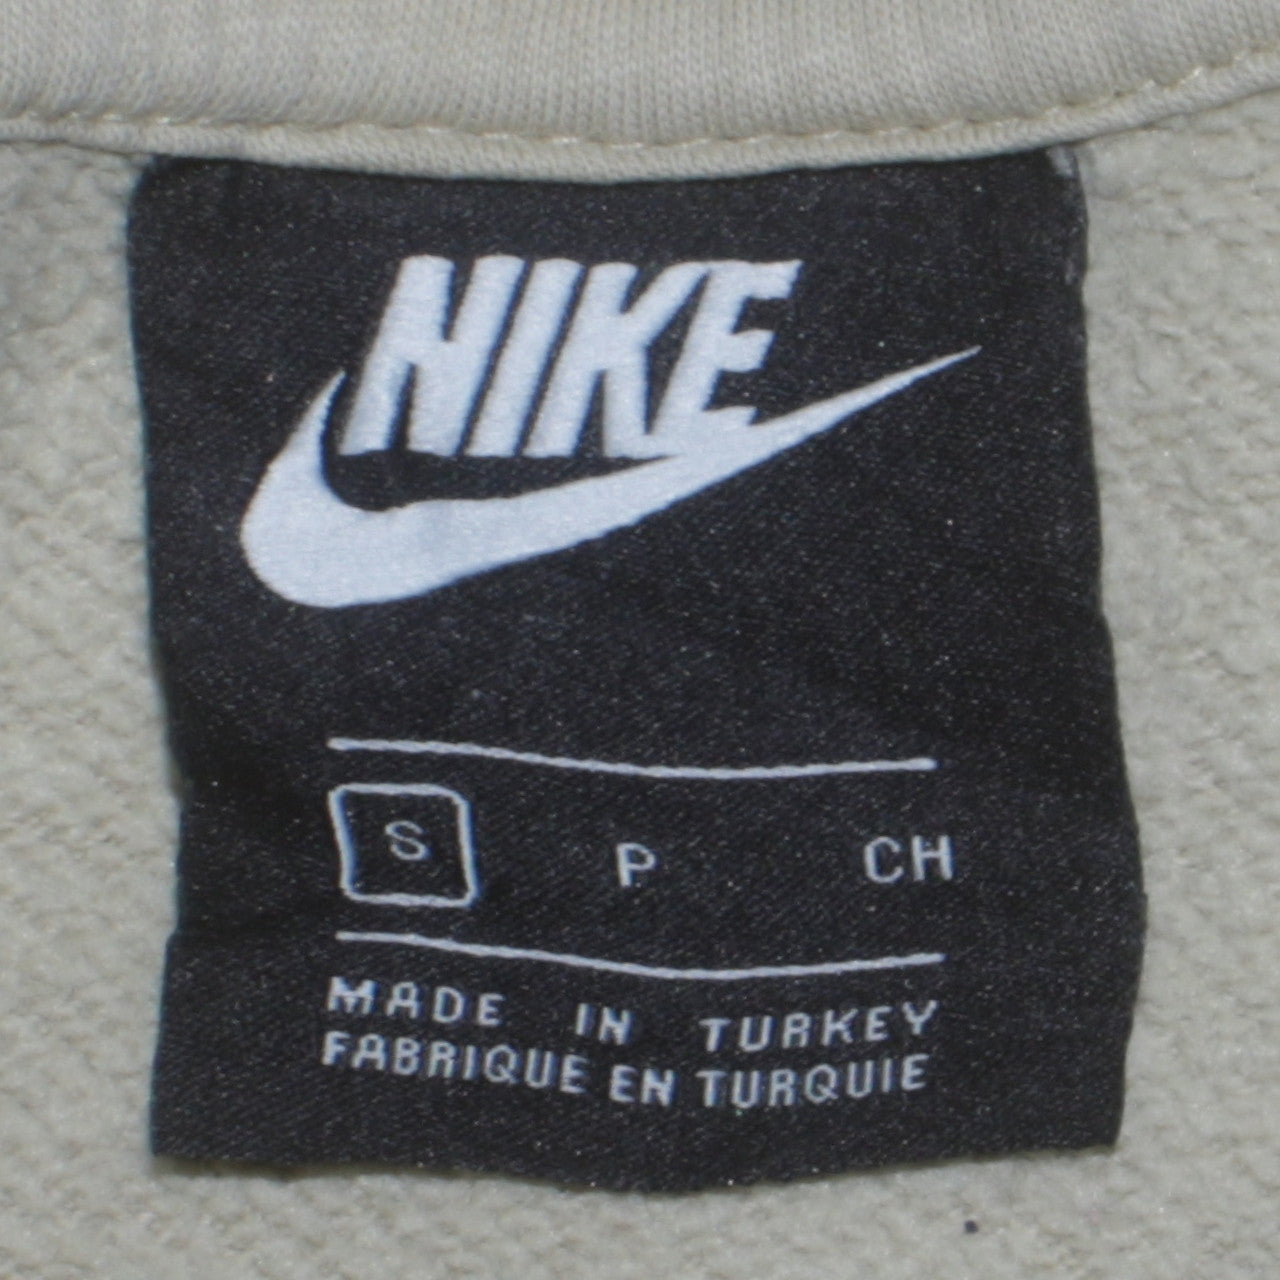 NIKE
S P CH
MADE IN TURKEY
FABRIQUE EN TURQUIE